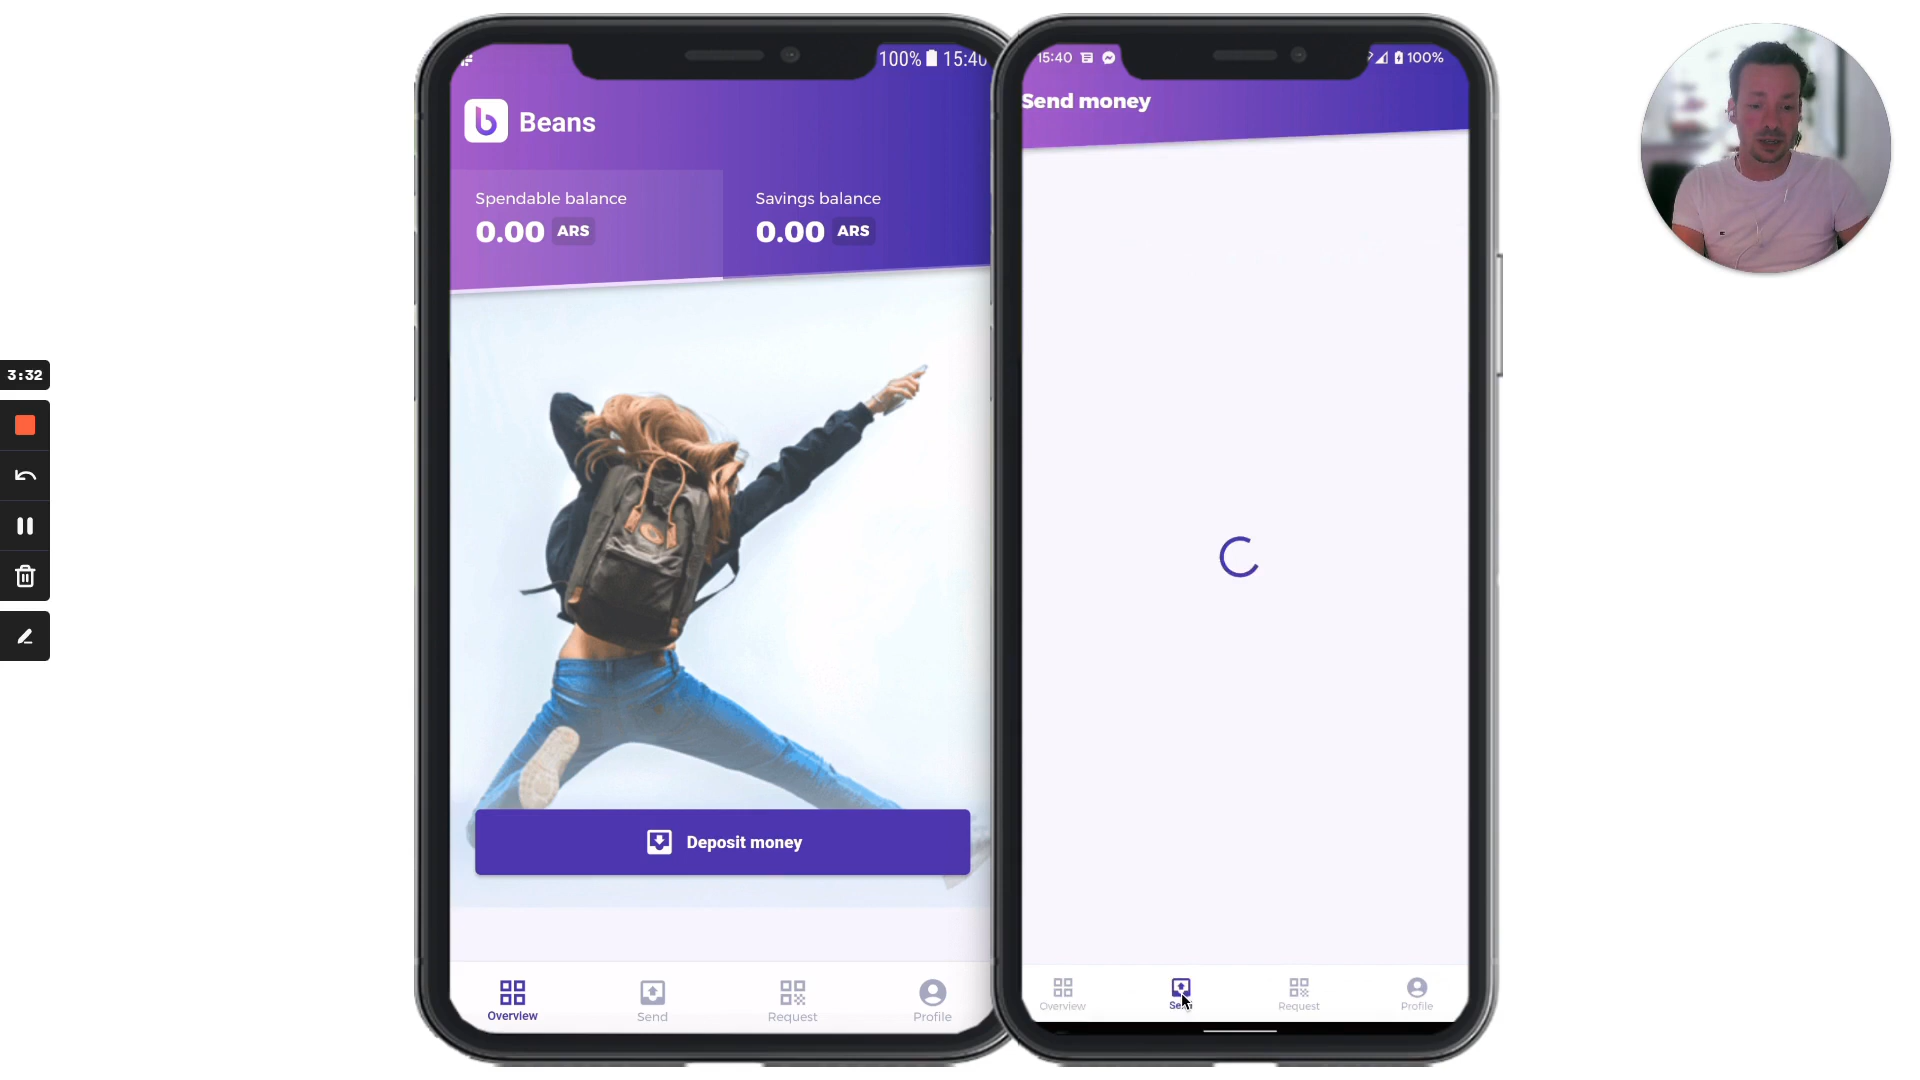 3:32
100% 15:40
Beans
Spendable balance
0.00 ARS
Savings balance
0.00 ARS
Deposit money
Overview
Send
Request
Profile
15:40
100%
Send money
Overview
Send
Request
Profile